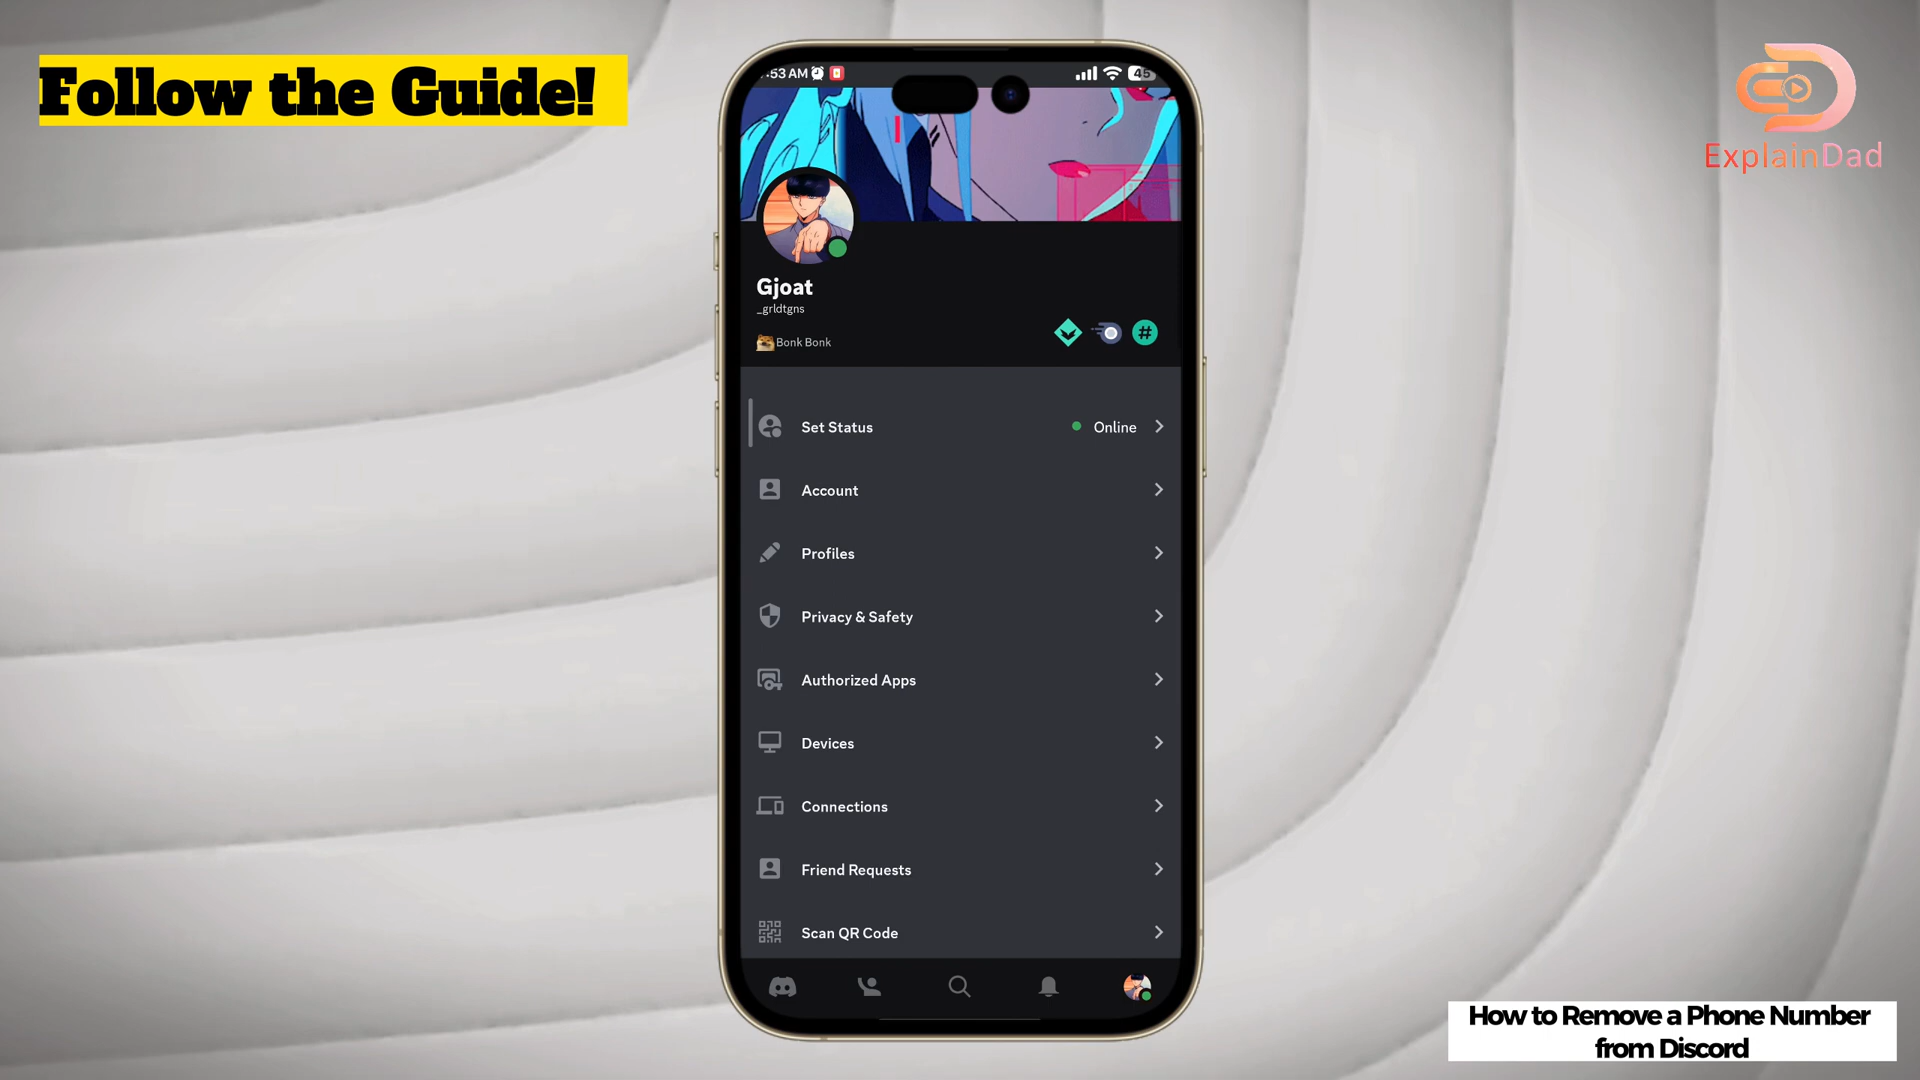 Follow the Guide!
ExplainDad
:53 AM
45
Gjoat
_grldtgns
Bonk Bonk
Set Status
Online
Account
Profiles
Privacy & Safety
Authorized Apps
Devices
Connections
Friend Requests
Scan QR Code
How to Remove a Phone Number
from Discord